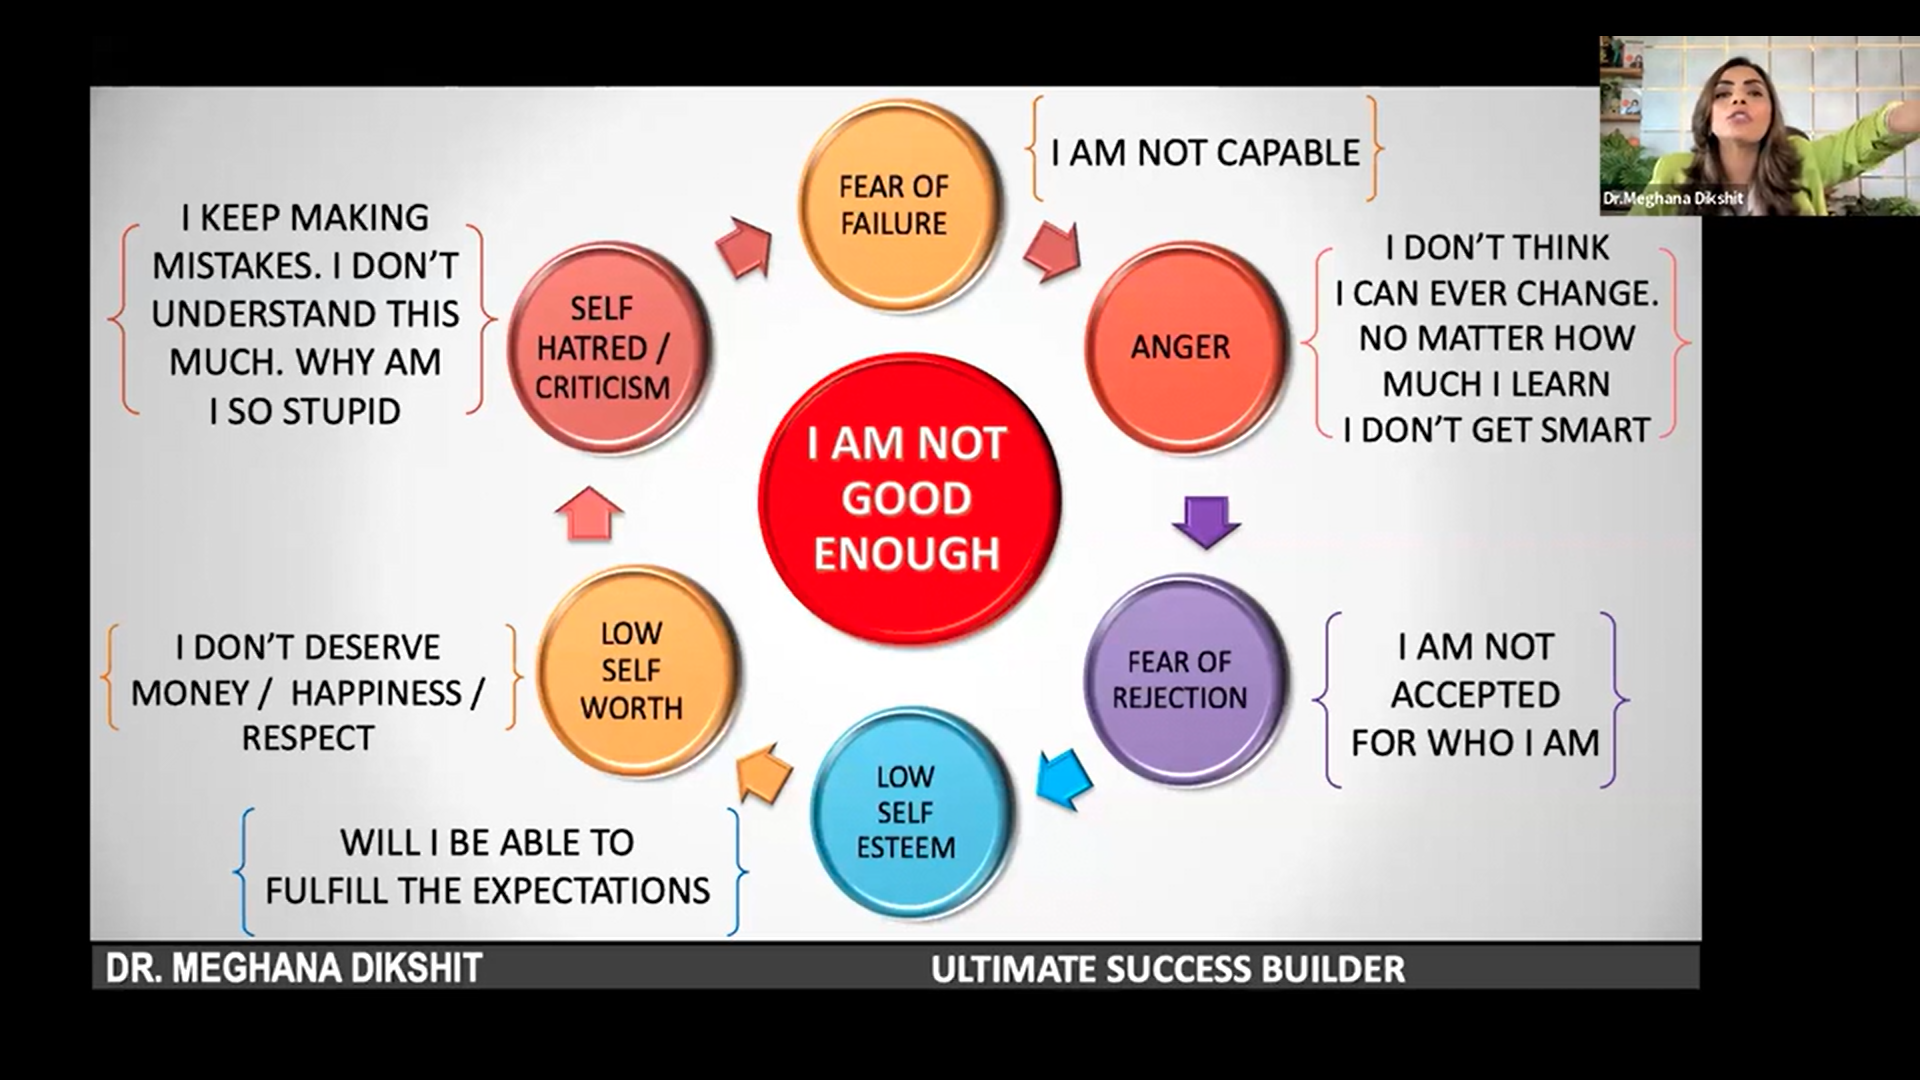 Dr.Meghana Dikshit
FEAR OF
FAILURE
I AM NOT CAPABLE
ANGER
I DON'T THINK
I CAN EVER CHANGE.
NO MATTER HOW
MUCH I LEARN
I DON'T GET SMART
FEAR OF
REJECTION
I AM NOT
ACCEPTED
FOR WHO I AM
LOW
SELF
ESTEEM
WILL I BE ABLE TO
FULFILL THE EXPECTATIONS
LOW
SELF
WORTH
I DON'T DESERVE
MONEY / HAPPINESS /
RESPECT
SELF
HATRED /
CRITICISM
I KEEP MAKING
MISTAKES. I DON'T
UNDERSTAND THIS
MUCH. WHY AM
I SO STUPID
I AM NOT
GOOD
ENOUGH
DR. MEGHANA DIKSHIT
ULTIMATE SUCCESS BUILDER